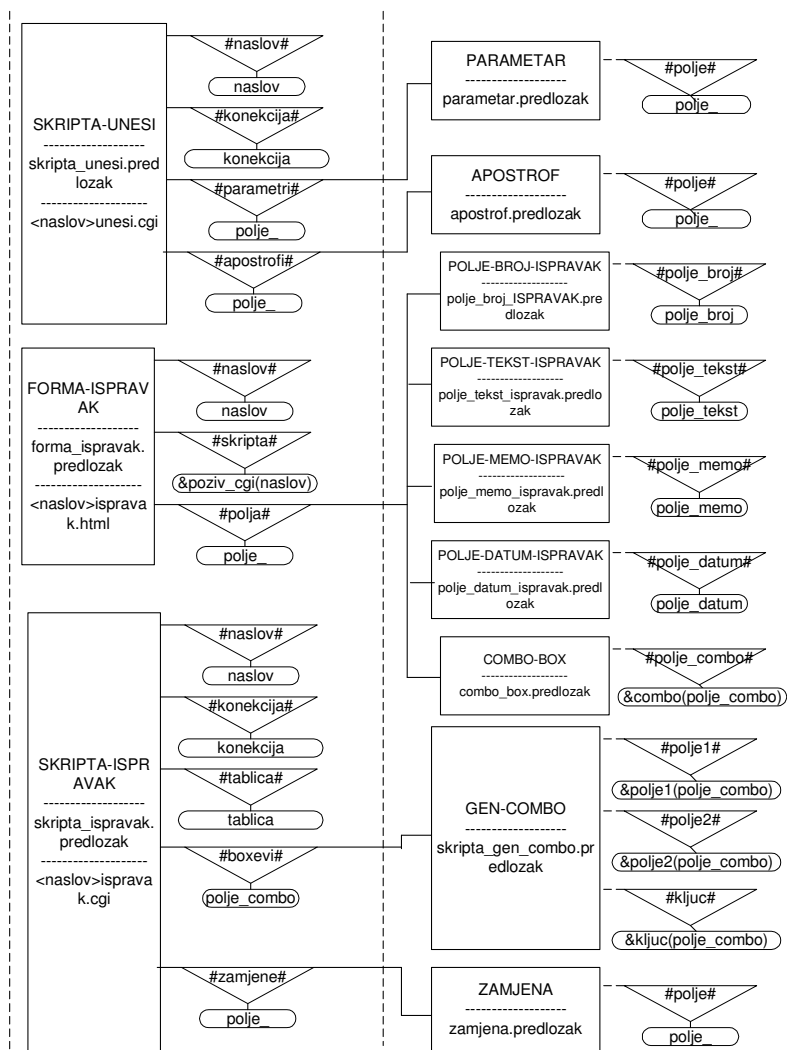 SKRIPTA-UNESI
--------------------
skripta_unesi.pred
lozak
--------------------
<naslov>unesi.cgi
#naslov#
naslov
#konekcija#
konekcija
#parametri#
polje_
#apostrofi#
polje_
PARAMETAR
-------------------
parametar.predlozak
#polje#
polje_
APOSTROF
-------------------
apostrof.predlozak
#polje#
polje_
FORMA-ISPRAV
AK
-------------------
forma_ispravak.
predlozak
--------------------
<naslov>isprava
k.html
#naslov#
naslov
#skripta#
&poziv_cgi(naslov)
#polja#
polje_
POLJE-BROJ-ISPRAVAK
-------------------
polje_broj_ISPRAVAK.pre
dlozak
#polje_broj#
polje_broj
POLJE-TEKST-ISPRAVAK
-------------------
polje_tekst_ispravak.predlo
zak
#polje_tekst#
polje_tekst
POLJE-MEMO-ISPRAVAK
-------------------
polje_memo_ispravak.predl
ozak
#polje_memo#
polje_memo
POLJE-DATUM-ISPRAVAK
-------------------
polje_datum_ispravak.predl
ozak
#polje_datum#
polje_datum
COMBO-BOX
-------------------
combo_box.predlozak
#polje_combo#
&combo(polje_combo)
SKRIPTA-ISPR
AVAK
-------------------
skripta_ispravak.
predlozak
--------------------
<naslov>isprava
k.cgi
#naslov#
naslov
#konekcija#
konekcija
#tablica#
tablica
#boxevi#
polje_combo
#zamjene#
polje_
GEN-COMBO
-------------------
skripta_gen_combo.pr
edlozak
#polje1#
&polje1(polje_combo)
#polje2#
&polje2(polje_combo)
#kljuc#
&kljuc(polje_combo)
ZAMJENA
-------------------
zamjena.predlozak
#polje#
polje_